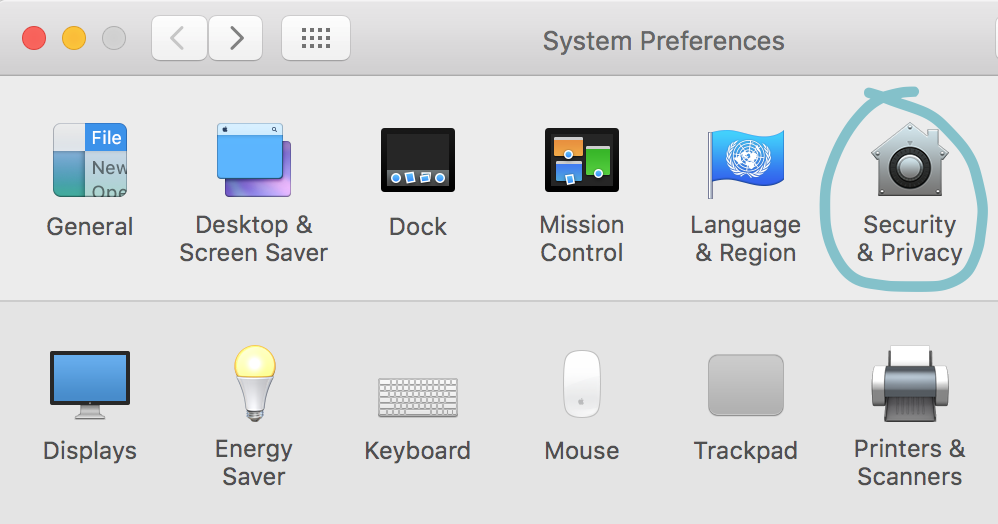 System Preferences
File
New
Ope
General
Desktop &
Screen Saver
Dock
Mission
Control
Language
& Region
Security
& Privacy
Displays
Energy
Saver
Keyboard
Mouse
Trackpad
Printers &
Scanners